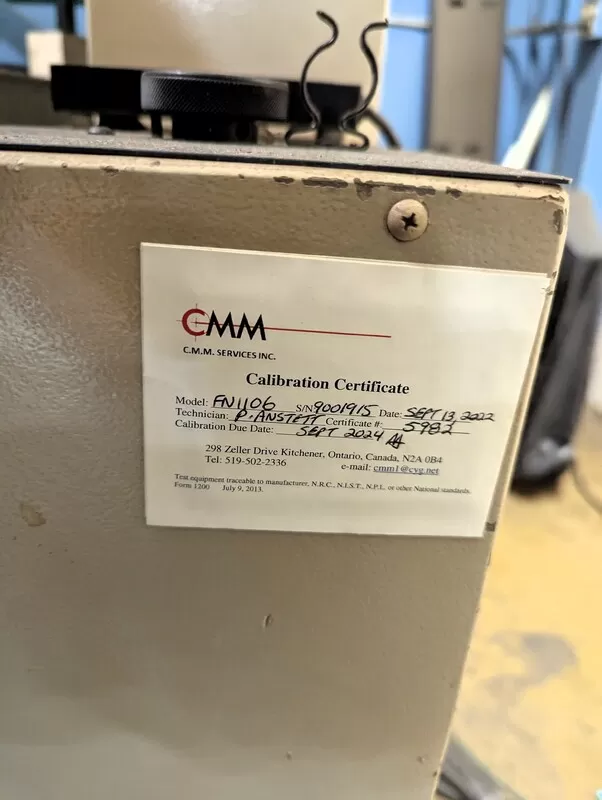 CMM
C.M.M. SERVICES INC.
Calibration Certificate
Model: FN1106 S/N 9001915 Date: SEPT 13, 2022
Technician: P. ANSTETT Certificate #: 5982
Calibration Due Date: SEPT 2024
298 Zeller Drive Kitchener, Ontario, Canada, N2A 0B4
Tel: 519-502-2336 e-mail: cmm1@cyg.net
Test equipment traceable to manufacturer, N.R.C., N.I.S.T., N.P.L. or other National standards.
Form 1200 July 9, 2013.